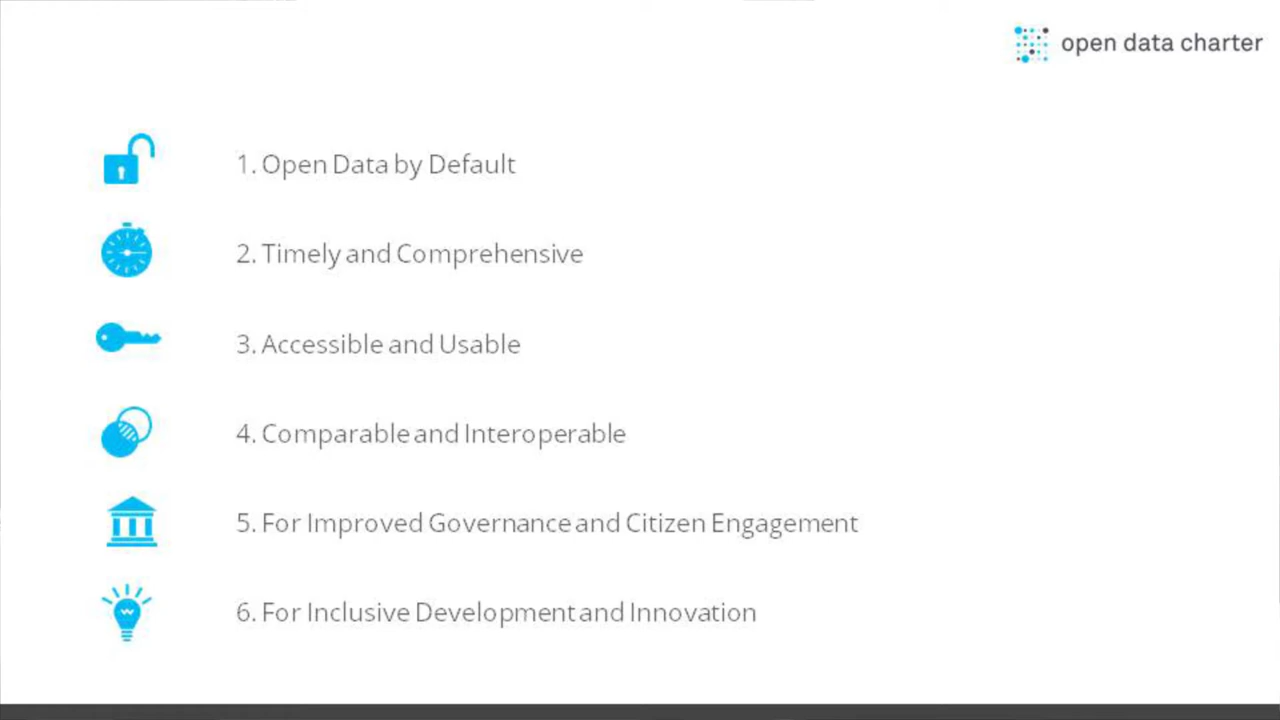 open data charter
1. Open Data by Default
2. Timely and Comprehensive
3. Accessible and Usable
4. Comparable and Interoperable
5. For Improved Governance and Citizen Engagement
6. For Inclusive Development and Innovation